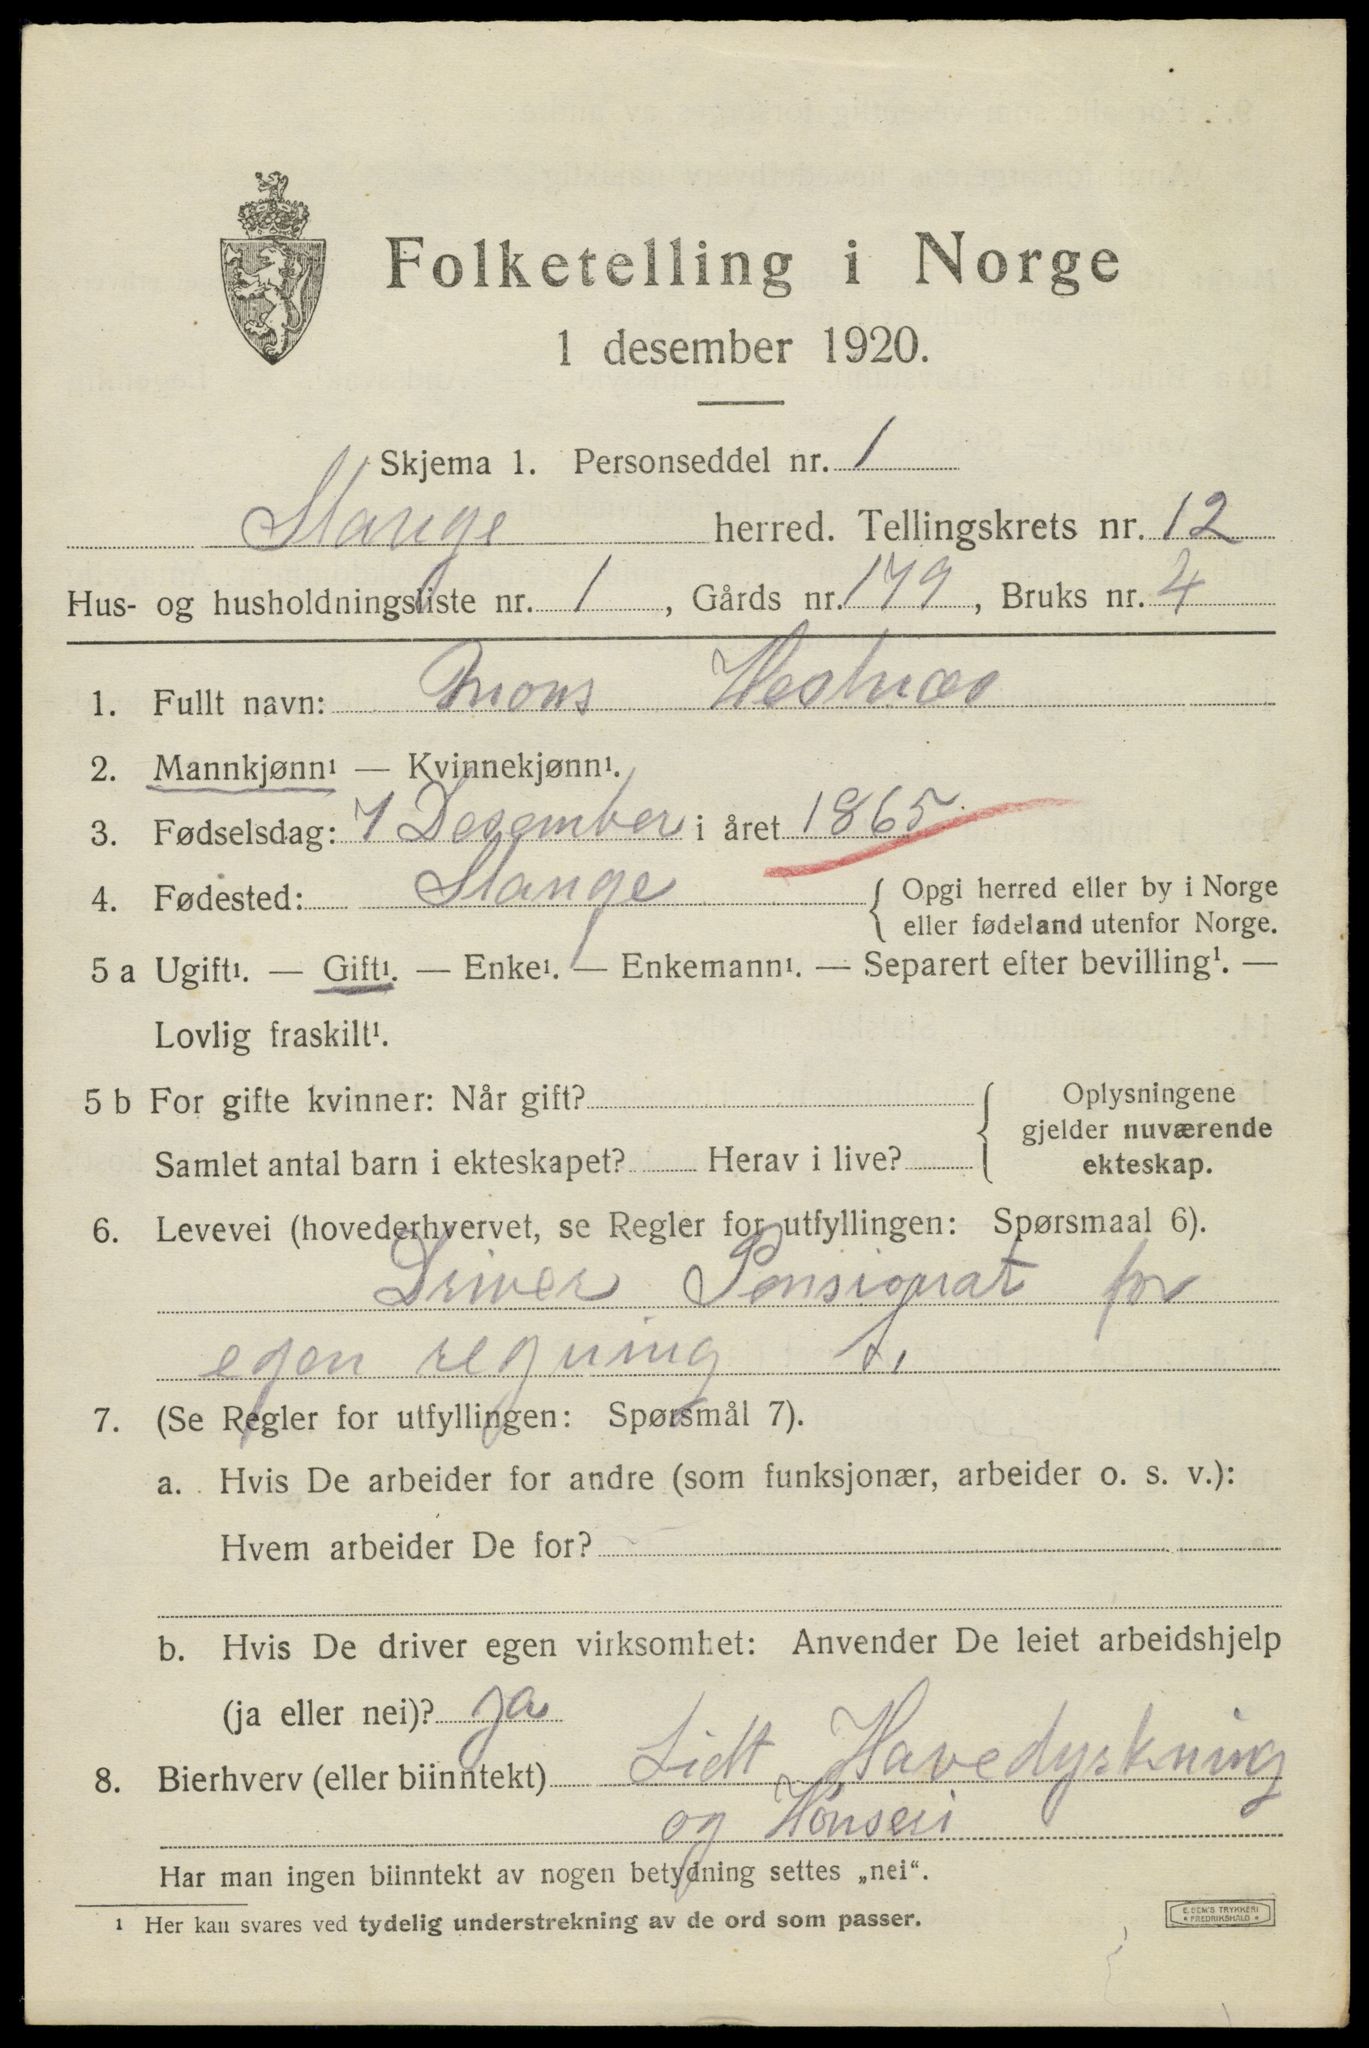 Folketelling i Norge
1 desember 1920.
Skjema 1. Personseddel nr. 1
Stange herred. Tellingskrets nr. 12
Hus- og husholdningsliste nr. 1, Gårds nr. 179, Bruks nr. 4
1. Fullt navn: Mons Hestnæs
2. Mannkjønn¹ — Kvinnekjønn¹.
3. Fødselsdag: 7 Desember i året 1865
4. Fødested: Stange { Opgi herred eller by i Norge
eller fødeland utenfor Norge.
5 a Ugift¹. — Gift¹. — Enke¹. — Enkemann¹. — Separert efter bevilling¹. —
Lovlig fraskilt¹.
5 b For gifte kvinner: Når gift? { Oplysningene
gjelder nuværende
Samlet antal barn i ekteskapet? Herav i live? ekteskap.
6. Levevei (hovederhvervet, se Regler for utfyllingen: Spørsmaal 6).
Driver Pensionat for
egen regning S.
7. (Se Regler for utfyllingen: Spørsmål 7).
a. Hvis De arbeider for andre (som funksjonær, arbeider o. s. v.):
Hvem arbeider De for?
b. Hvis De driver egen virksomhet: Anvender De leiet arbeidshjelp
(ja eller nei)? ja
8. Bierhverv (eller biinntekt) Lidt Havedyrkning
og Hönseri
Har man ingen biinntekt av nogen betydning settes „nei“.
¹ Her kan svares ved tydelig understrekning av de ord som passer.
E. SEM'S TRYKKERI
• FREDRIKSHALD •